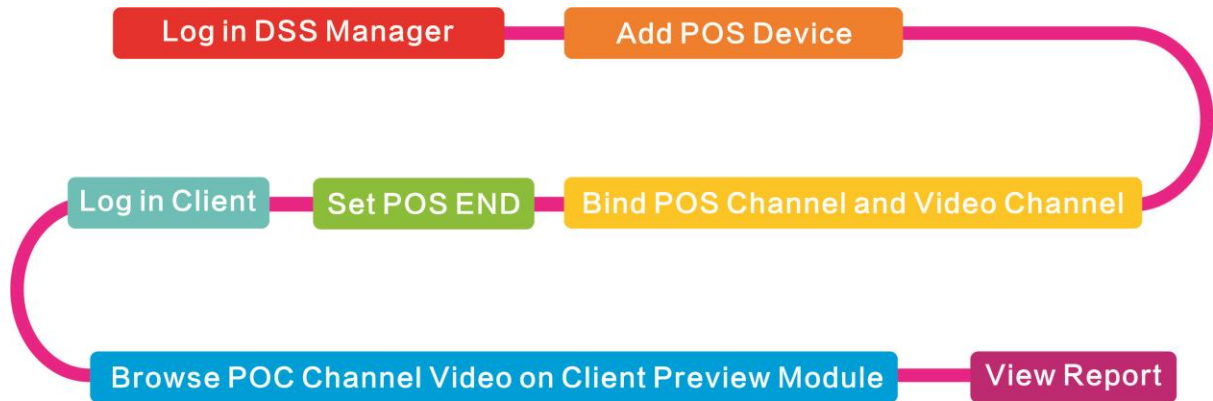 Log in DSS Manager
Add POS Device
Bind POS Channel and Video Channel
Set POS END
Log in Client
Browse POC Channel Video on Client Preview Module
View Report